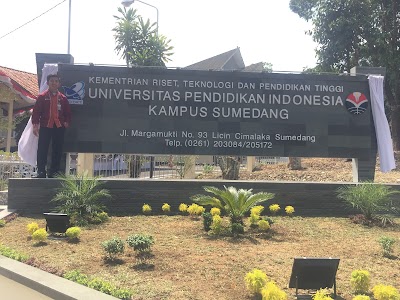 KEMENTRIAN RISET, TEKNOLOGI DAN PENDIDIKAN TINGGI
UNIVERSITAS PENDIDIKAN INDONESIA
KAMPUS SUMEDANG
Jl. Margamukti No. 93 Licin Cimalaka Sumedang
Telp. (0261) 203084/205172